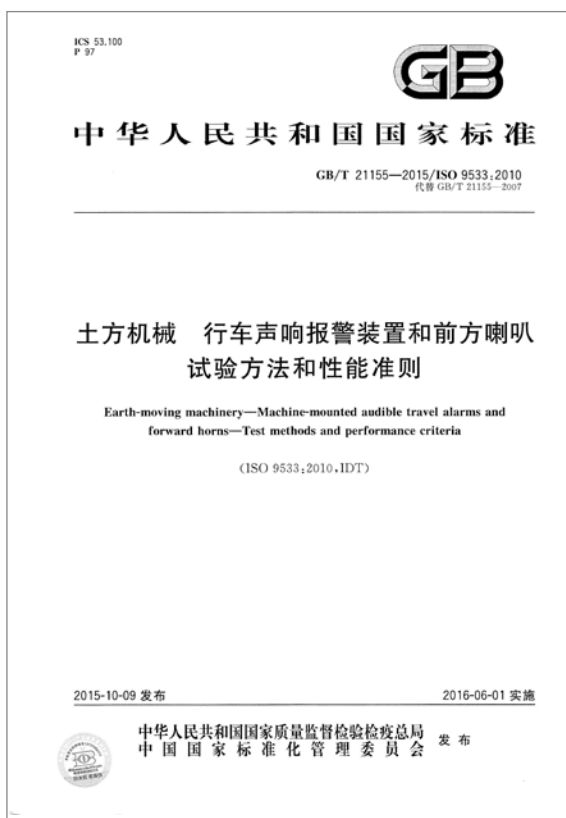 ICS 53.100
P 97
GB
中华人民共和国国家标准
GB/T 21155—2015/ISO 9533:2010
代替 GB/T 21155—2007
土方机械 行车声响报警装置和前方喇叭
试验方法和性能准则
Earth-moving machinery—Machine-mounted audible travel alarms and
forward horns—Test methods and performance criteria
(ISO 9533:2010,IDT)
2015-10-09 发布
2016-06-01 实施
中华人民共和国国家质量监督检验检疫总局
中国国家标准化管理委员会
发布